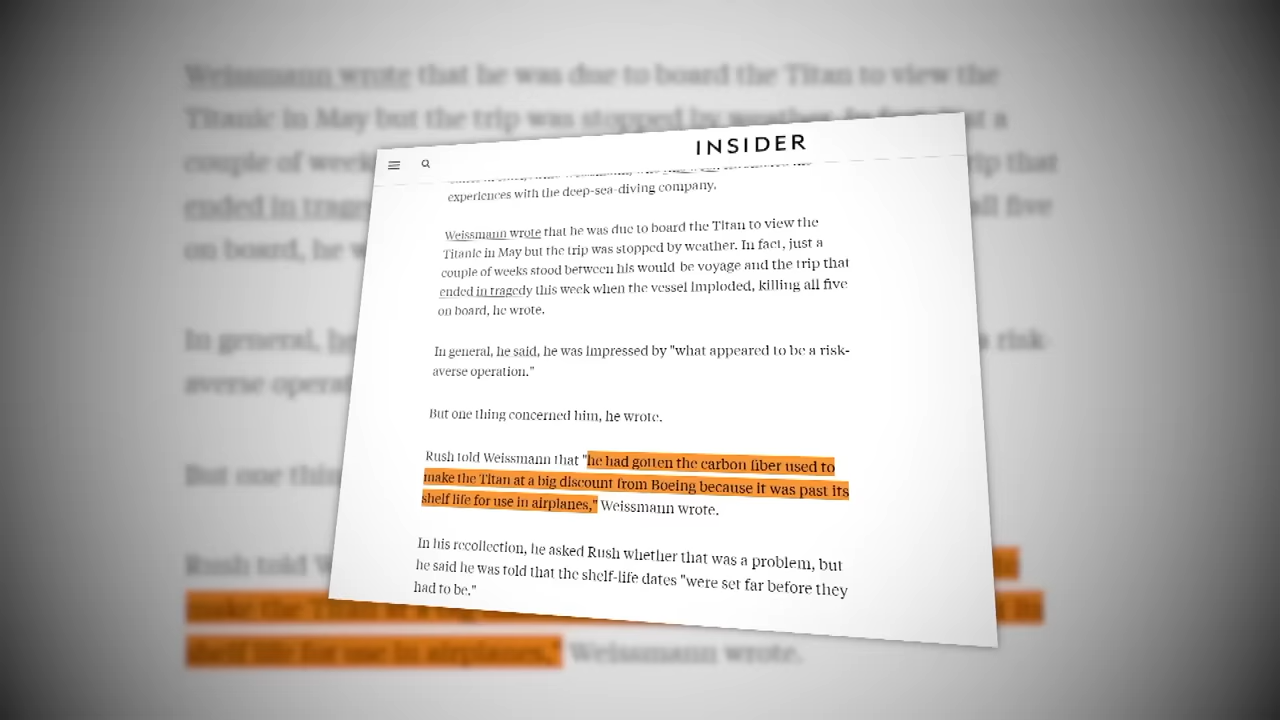 INSIDER
experiences with the deep-sea-diving company.
Weissmann wrote that he was due to board the Titan to view the
Titanic in May but the trip was stopped by weather. In fact, just a
couple of weeks stood between his would-be voyage and the trip that
ended in tragedy this week when the vessel imploded, killing all five
on board, he wrote.
In general, he said, he was impressed by "what appeared to be a risk-
averse operation."
But one thing concerned him, he wrote.
Rush told Weissmann that "he had gotten the carbon fiber used to
make the Titan at a big discount from Boeing because it was past its
shelf life for use in airplanes," Weissmann wrote.
In his recollection, he asked Rush whether that was a problem, but
he said he was told that the shelf-life dates "were set far before they
had to be."